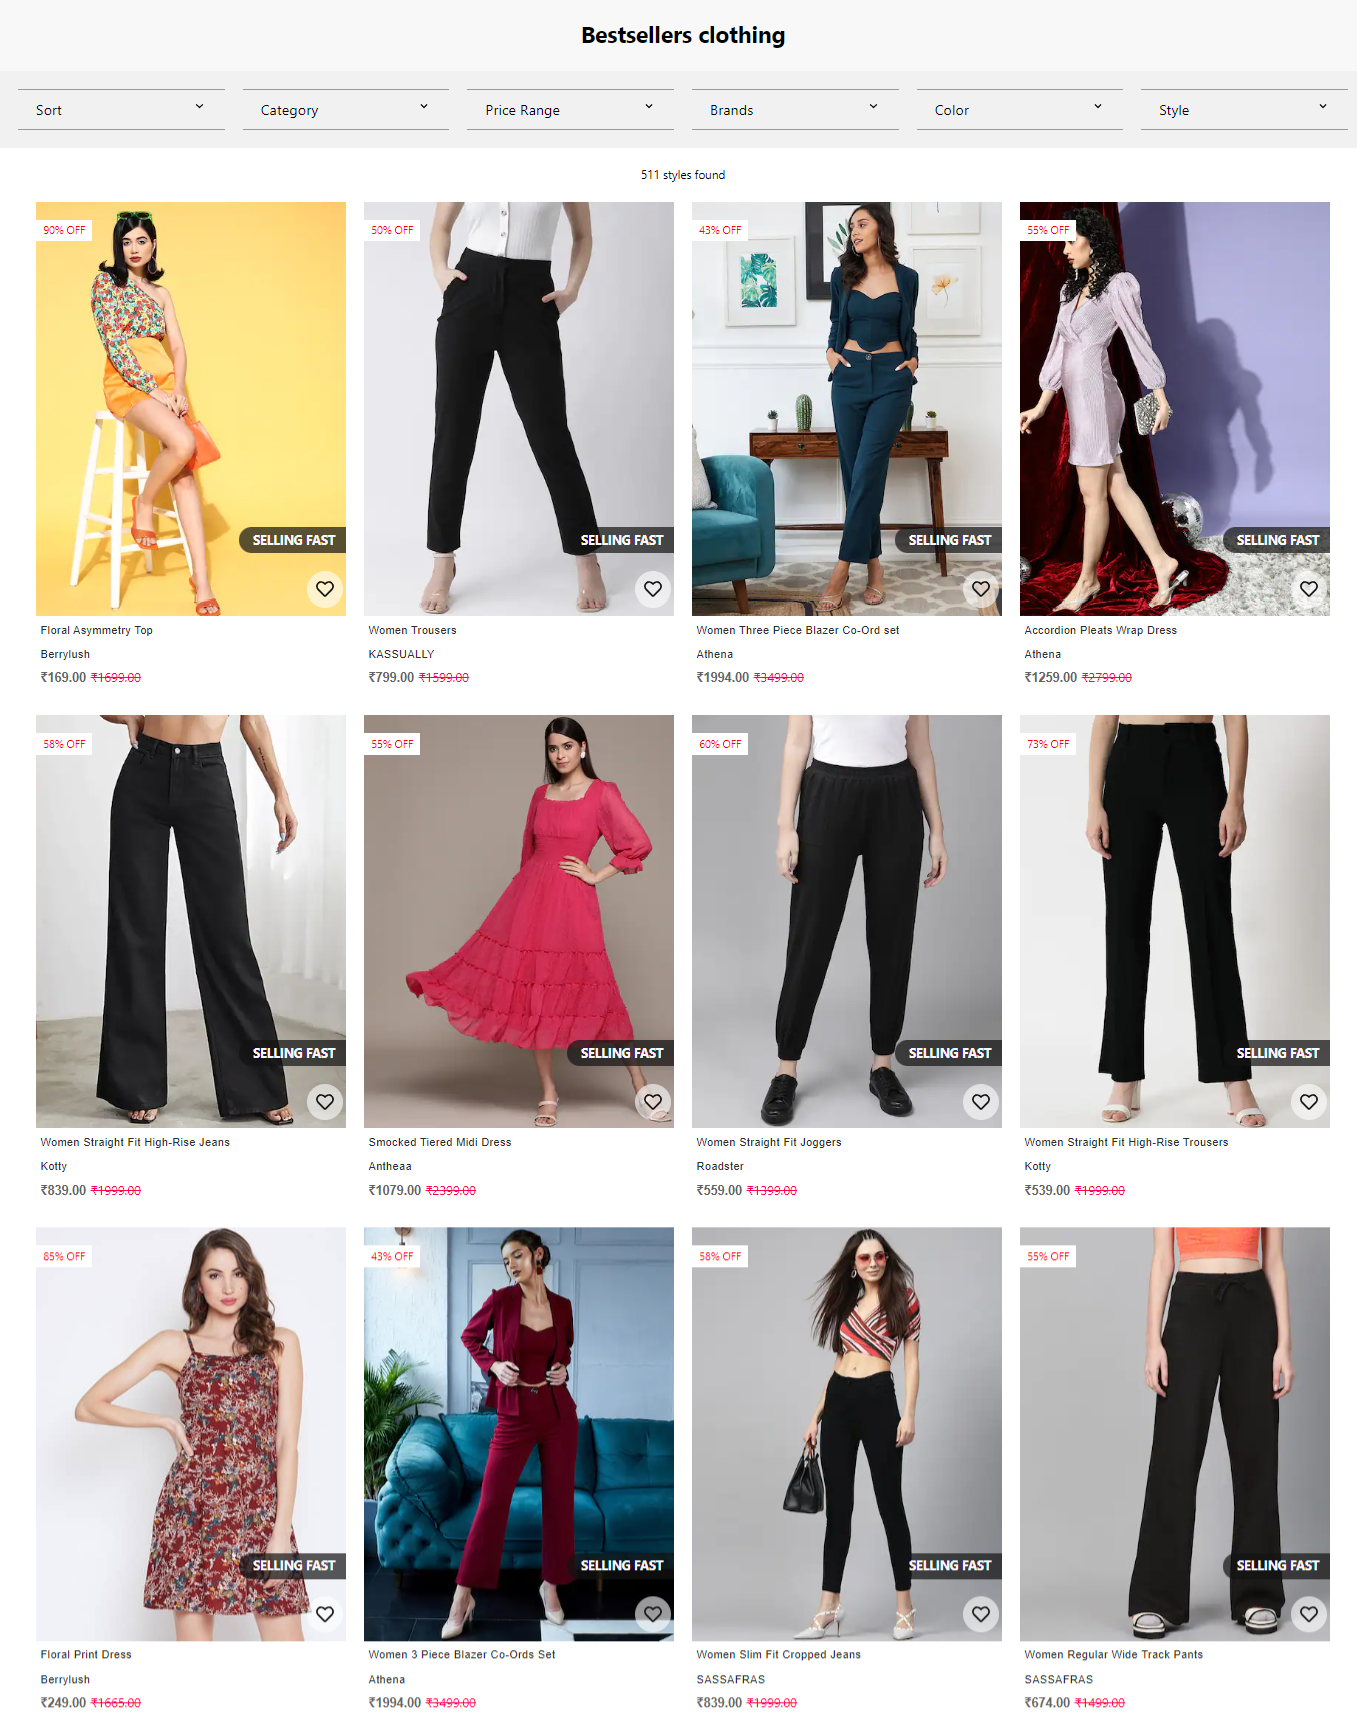 Bestsellers clothing
Sort
Category
Price Range
Brands
Color
Style
511 styles found
90% OFF
SELLING FAST
Floral Asymmetry Top
Berrylush
₹169.00 ₹1699.00
50% OFF
SELLING FAST
Women Trousers
KASSUALLY
₹799.00 ₹1599.00
43% OFF
SELLING FAST
Women Three Piece Blazer Co-Ord set
Athena
₹1994.00 ₹3499.00
55% OFF
SELLING FAST
Accordion Pleats Wrap Dress
Athena
₹1259.00 ₹2799.00
58% OFF
SELLING FAST
Women Straight Fit High-Rise Jeans
Kotty
₹839.00 ₹1999.00
55% OFF
SELLING FAST
Smocked Tiered Midi Dress
Antheaa
₹1079.00 ₹2399.00
60% OFF
SELLING FAST
Women Straight Fit Joggers
Roadster
₹559.00 ₹1399.00
73% OFF
SELLING FAST
Women Straight Fit High-Rise Trousers
Kotty
₹539.00 ₹1999.00
85% OFF
SELLING FAST
Floral Print Dress
Berrylush
₹249.00 ₹1665.00
43% OFF
SELLING FAST
Women 3 Piece Blazer Co-Ords Set
Athena
₹1994.00 ₹3499.00
58% OFF
SELLING FAST
Women Slim Fit Cropped Jeans
SASSAFRAS
₹839.00 ₹1999.00
55% OFF
SELLING FAST
Women Regular Wide Track Pants
SASSAFRAS
₹674.00 ₹1499.00